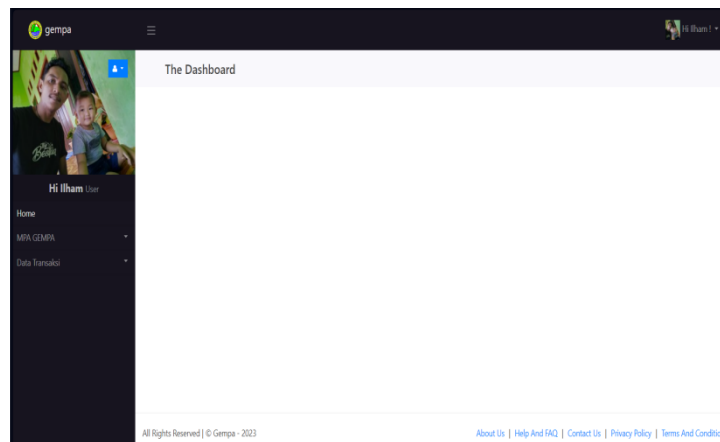 gempa
Hi Ilham !
The Dashboard
Hi Ilham User
Home
MPA GEMPA
Data Transaksi
All Rights Reserved | © Gempa - 2023
About Us | Help And FAQ | Contact Us | Privacy Policy | Terms And Conditio